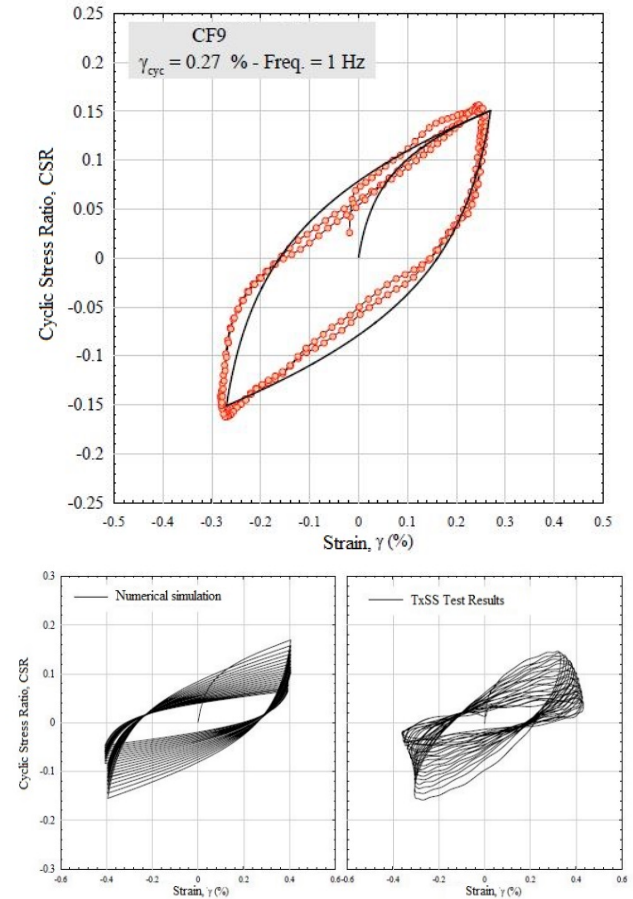 0.25
0.2
0.15
0.1
0.05
0
-0.05
-0.1
-0.15
-0.2
-0.25
Cyclic Stress Ratio, CSR
CF9
γcyc = 0.27 % - Freq. = 1 Hz
-0.5 -0.4 -0.3 -0.2 -0.1 0 0.1 0.2 0.3 0.4 0.5
Strain, γ (%)
0.3
0.2
0.1
0
-0.1
-0.2
-0.3
Cyclic Stress Ratio, CSR
Numerical simulation
-0.6 -0.4 -0.2 0 0.2 0.4 0.6
Strain, γ (%)
TxSS Test Results
-0.6 -0.4 -0.2 0 0.2 0.4 0.6
Strain, γ (%)